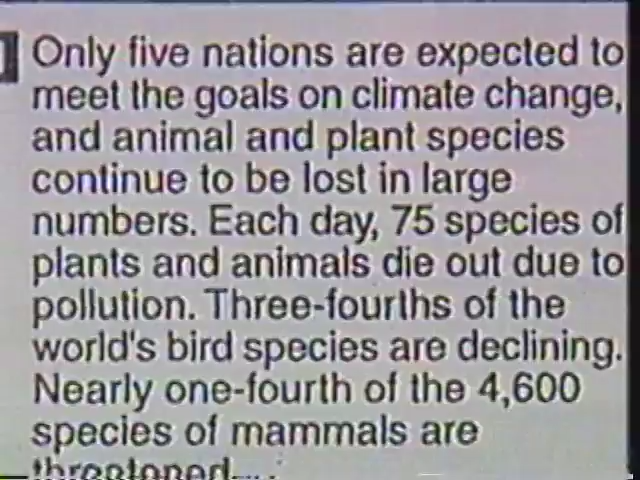 Only five nations are expected to
meet the goals on climate change,
and animal and plant species
continue to be lost in large
numbers. Each day, 75 species of
plants and animals die out due to
pollution. Three-fourths of the
world's bird species are declining.
Nearly one-fourth of the 4,600
species of mammals are
threatened.